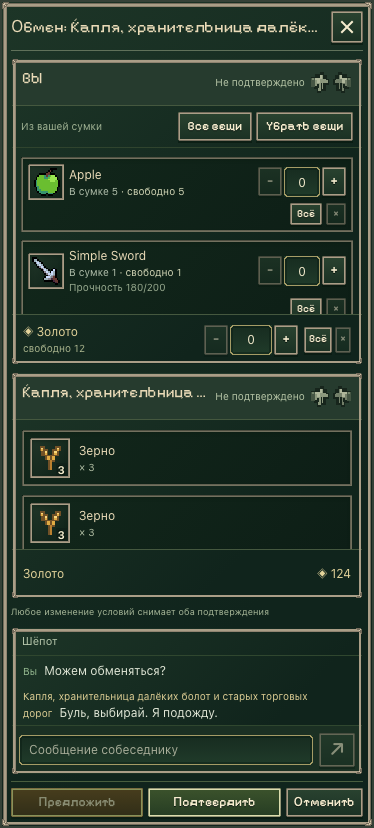 Обмен: Капля, хранительница далёк...
Вы
Не подтверждено
Из вашей сумки
Все вещи
Убрать вещи
Apple
В сумке 5 · свободно 5
- 0 +
Всё ×
Simple Sword
В сумке 1 · свободно 1
Прочность 180/200
- 0 +
Всё ×
Золото
свободно 12
- 0 +
Всё ×
Капля, хранительница ...
Не подтверждено
3
Зерно
× 3
3
Зерно
× 3
Золото
124
Любое изменение условий снимает оба подтверждения
Шёпот
Вы Можем обменяться?
Капля, хранительница далёких болот и старых торговых
дорог Буль, выбирай. Я подожду.
Сообщение собеседнику
Предложить
Подтвердить
Отменить